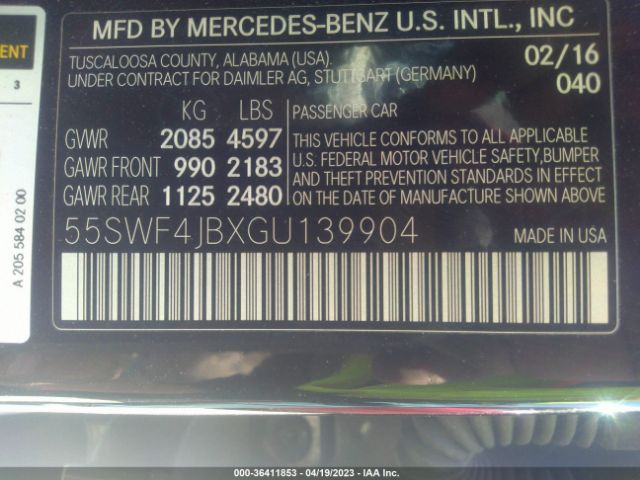 MFD BY MERCEDES-BENZ U.S. INTL., INC
TUSCALOOSA COUNTY, ALABAMA (USA). 02/16
UNDER CONTRACT FOR DAIMLER AG, STUTTGART (GERMANY) 040
KG LBS PASSENGER CAR
GVWR 2085 4597 THIS VEHICLE CONFORMS TO ALL APPLICABLE
GAWR FRONT 990 2183 U.S. FEDERAL MOTOR VEHICLE SAFETY,BUMPER
GAWR REAR 1125 2480 AND THEFT PREVENTION STANDARDS IN EFFECT
ON THE DATE OF MANUFACTURE SHOWN ABOVE
55SWF4JBXGU139904 MADE IN USA
A 205 584 02 00
3
000-36411853 / 04/19/2023 - IAA Inc.